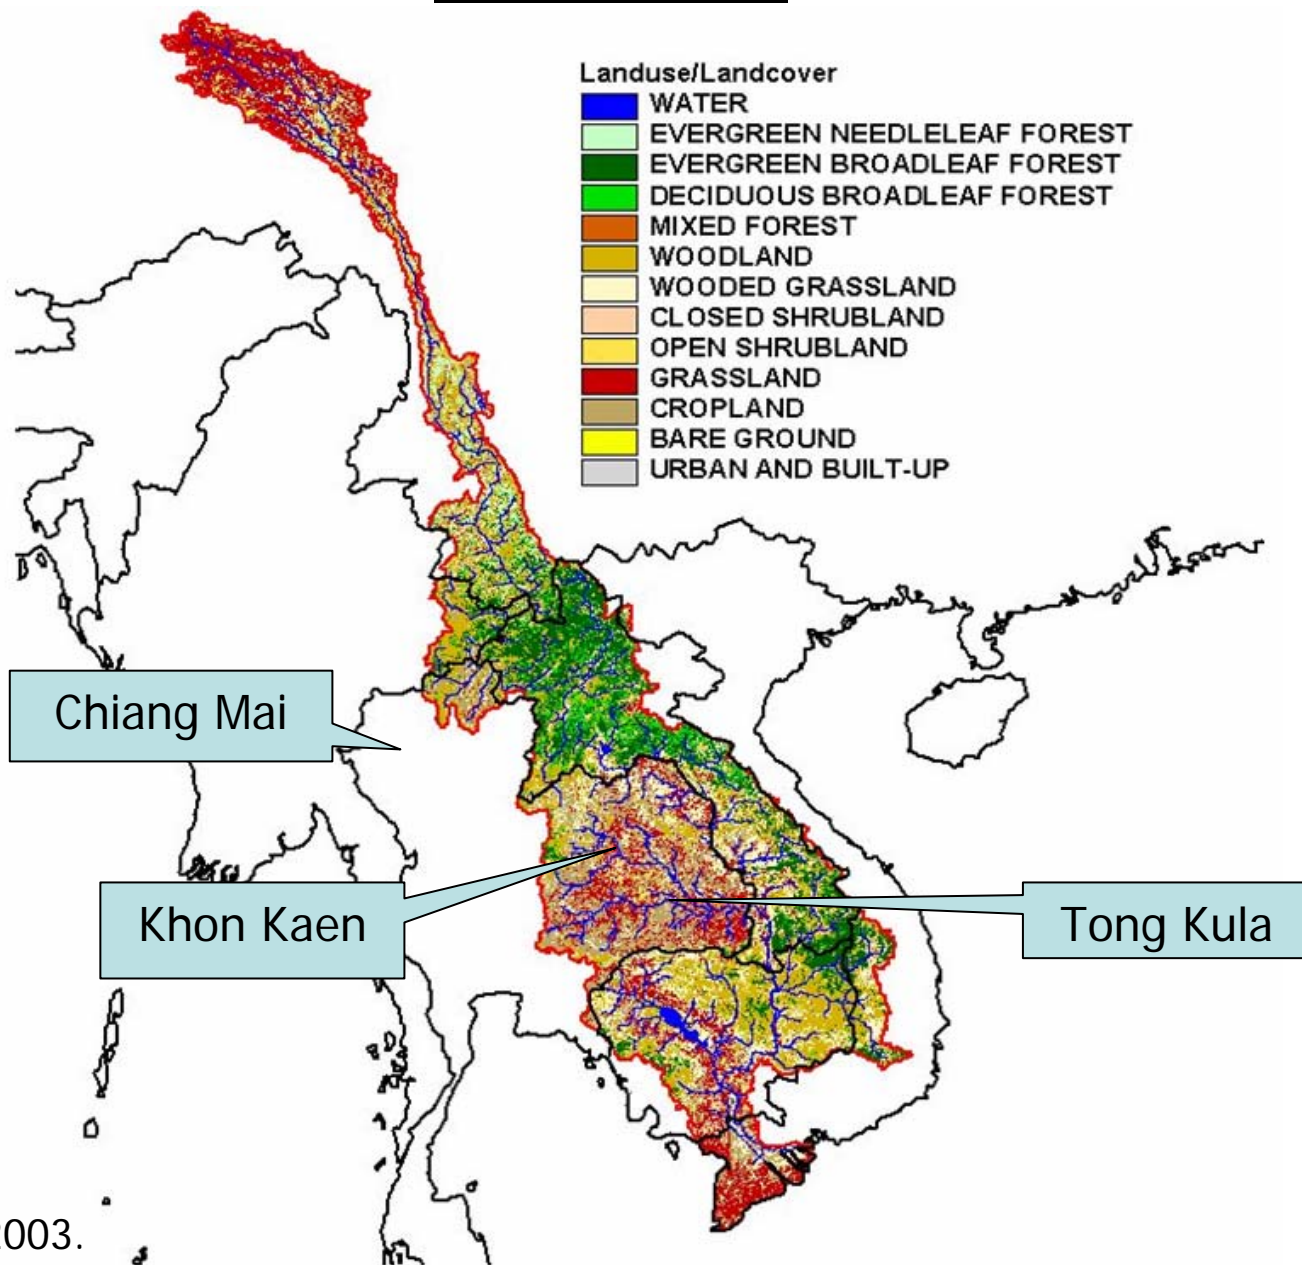 Landuse/Landcover
WATER
EVERGREEN NEEDLELEAF FOREST
EVERGREEN BROADLEAF FOREST
DECIDUOUS BROADLEAF FOREST
MIXED FOREST
WOODLAND
WOODED GRASSLAND
CLOSED SHRUBLAND
OPEN SHRUBLAND
GRASSLAND
CROPLAND
BARE GROUND
URBAN AND BUILT-UP
Chiang Mai
Khon Kaen
Tong Kula
003.